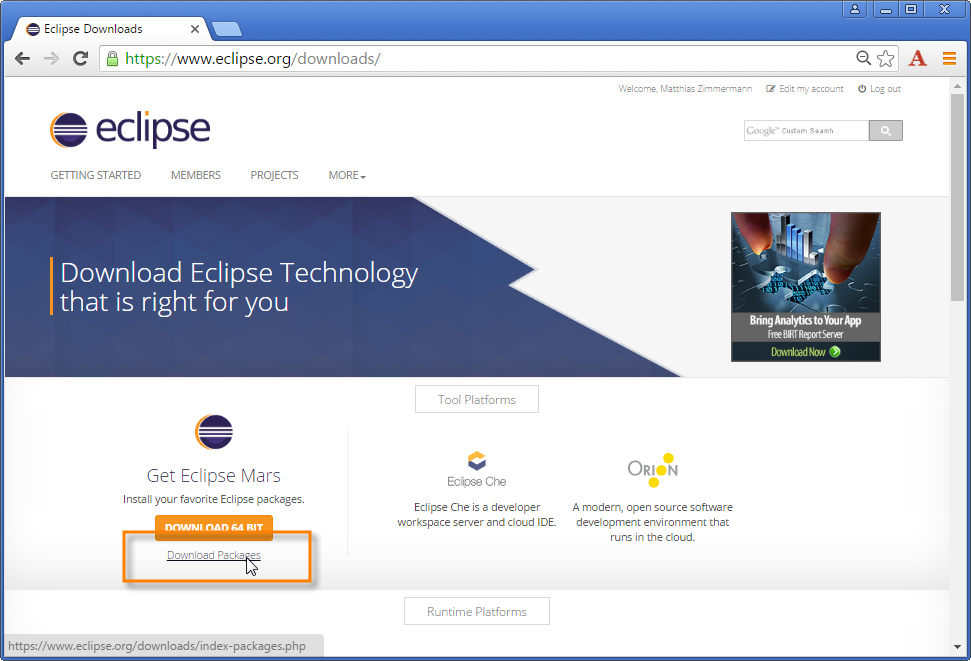 Eclipse Downloads
https://www.eclipse.org/downloads/
A
Welcome, Matthias Zimmermann Edit my account Log out
eclipse
Google™ Custom Search
GETTING STARTED MEMBERS PROJECTS MORE
Download Eclipse Technology
that is right for you
Bring Analytics to Your App
Free BIRT Report Server
Download Now
Tool Platforms
Get Eclipse Mars
Install your favorite Eclipse packages.
DOWNLOAD 64 BIT
Download Packages
Eclipse Che
Eclipse Che is a developer
workspace server and cloud IDE.
ORION
A modern, open source software
development environment that
runs in the cloud.
Runtime Platforms
https://www.eclipse.org/downloads/index-packages.php